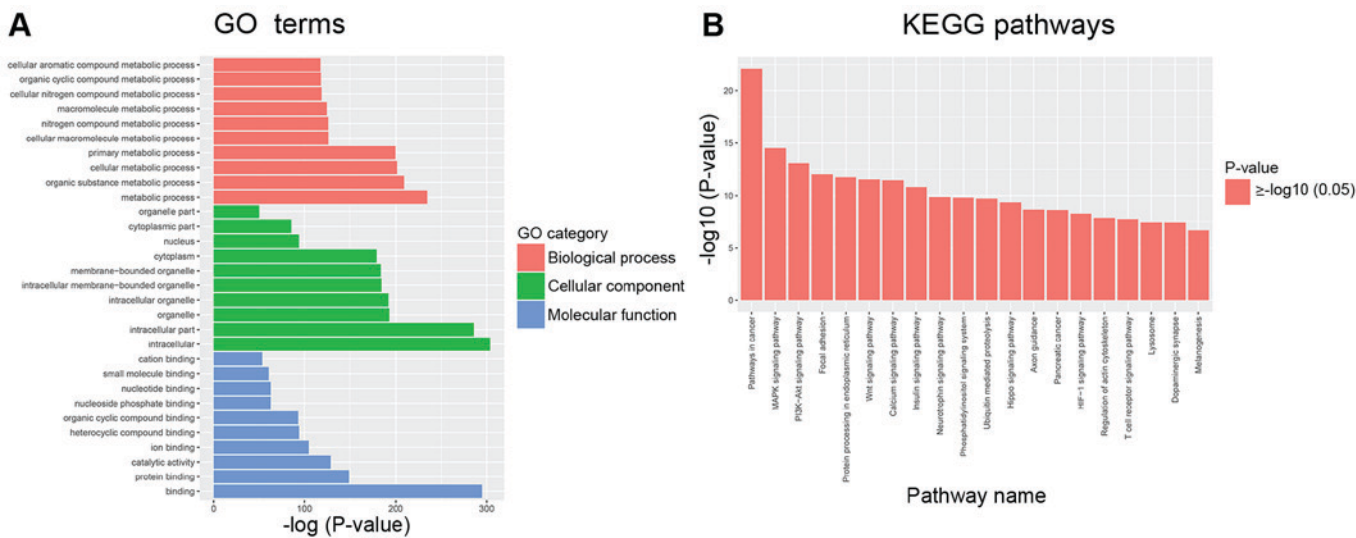 A
GO terms
cellular aromatic compound metabolic process
organic cyclic compound metabolic process
cellular nitrogen compound metabolic process
macromolecule metabolic process
nitrogen compound metabolic process
cellular macromolecule metabolic process
primary metabolic process
cellular metabolic process
organic substance metabolic process
metabolic process
organelle part
cytoplasmic part
nucleus
cytoplasm
membrane-bounded organelle
intracellular membrane-bounded organelle
intracellular organelle
organelle
intracellular part
intracellular
cation binding
small molecule binding
nucleotide binding
nucleoside phosphate binding
organic cyclic compound binding
heterocyclic compound binding
ion binding
catalytic activity
protein binding
binding
0 100 200 300
-log (P-value)
GO category
Biological process
Cellular component
Molecular function
B
KEGG pathways
-log10 (P-value)
20
15
10
5
0
Pathways in cancer
MAPK signaling pathway
PI3K-Akt signaling pathway
Focal adhesion
Protein processing in endoplasmic reticulum
Wnt signaling pathway
Calcium signaling pathway
Insulin signaling pathway
Neurotrophin signaling pathway
Phosphatidylinositol signaling system
Ubiquitin mediated proteolysis
Hippo signaling pathway
Axon guidance
Pancreatic cancer
HIF-1 signaling pathway
Regulation of actin cytoskeleton
T cell receptor signaling pathway
Lysosome
Dopaminergic synapse
Melanogenesis
Pathway name
P-value
≥-log10 (0.05)